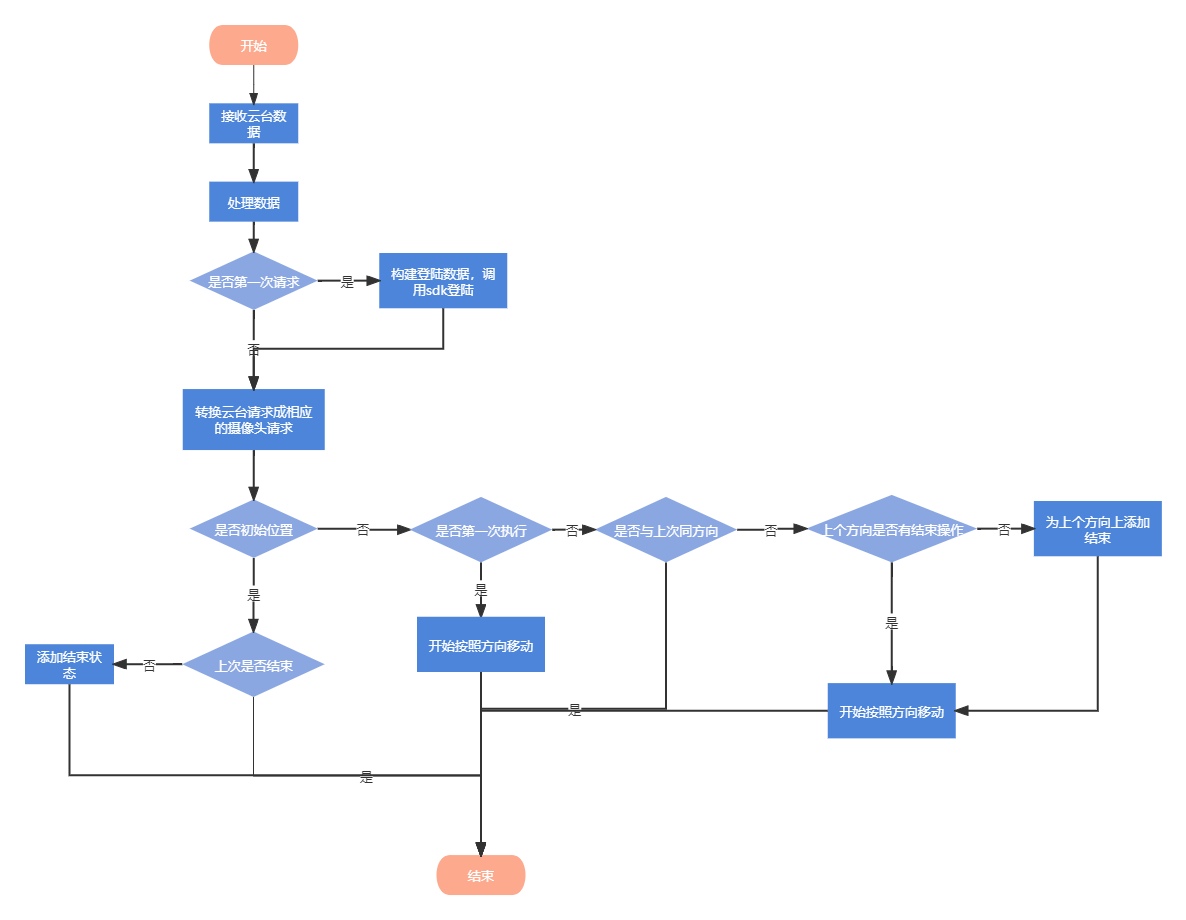 开始
接收云台数
据
处理数据
是否第一次请求
是
构建登陆数据，调
用sdk登陆
否
转换云台请求成相应
的摄像头请求
是否初始位置
否
是否第一次执行
否
是否与上次同方向
否
上个方向是否有结束操作
否
为上个方向上添加
结束
是
是
是
添加结束状
态
否
上次是否结束
开始按照方向移动
是
开始按照方向移动
是
结束